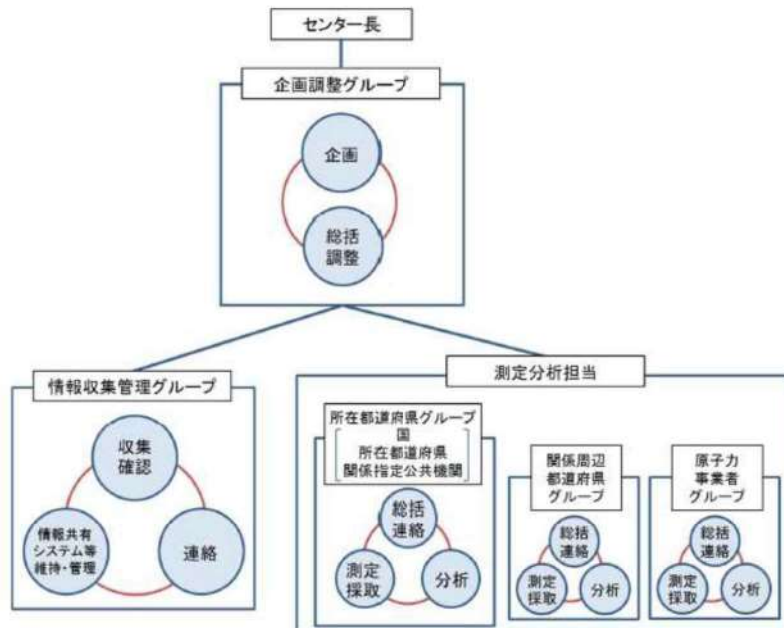 センター長
企画調整グループ
企画
総括
調整
情報収集管理グループ
収集
確認
情報共有
システム等
維持・管理
連絡
測定分析担当
所在都道府県グループ
国
所在都道府県
関係指定公共機関
総括
連絡
測定
採取
分析
関係周辺
都道府県
グループ
総括
連絡
測定
採取
分析
原子力
事業者
グループ
総括
連絡
測定
採取
分析